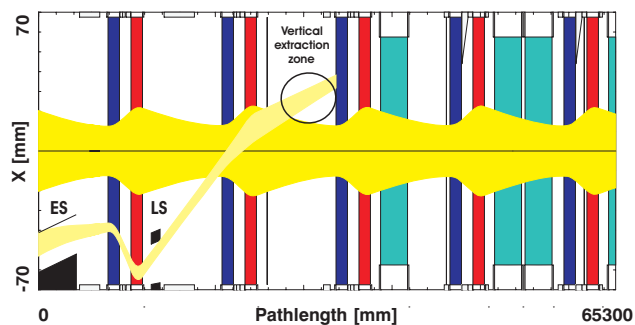 70
Vertical
extraction
zone
X [mm]
ES
LS
-70
0
Pathlength [mm]
65300